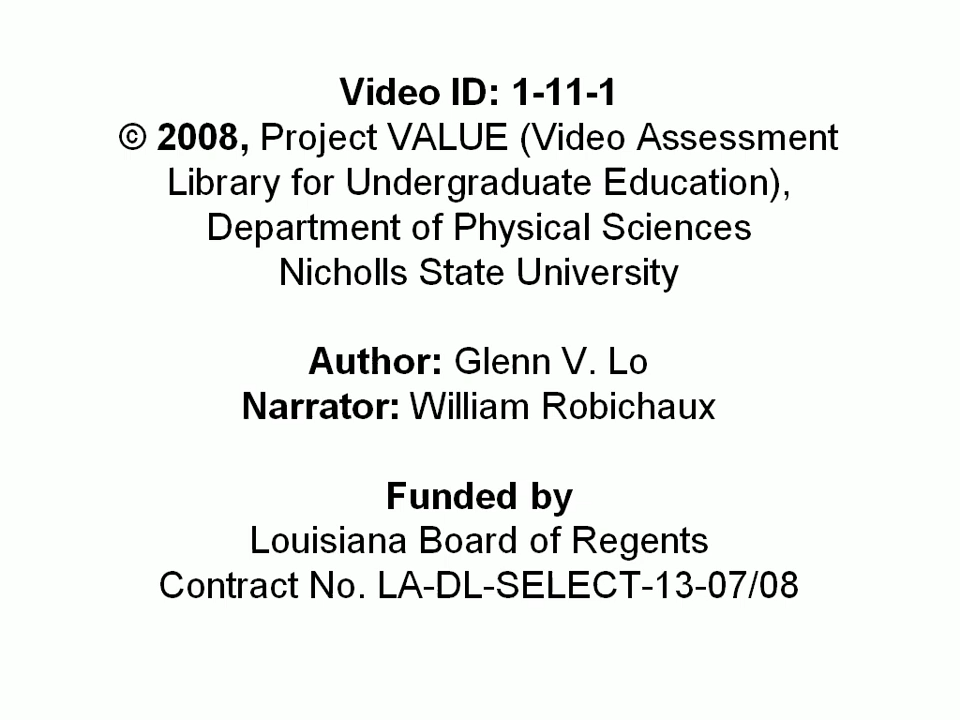 Video ID: 1-11-1
© 2008, Project VALUE (Video Assessment
Library for Undergraduate Education),
Department of Physical Sciences
Nicholls State University
Author: Glenn V. Lo
Narrator: William Robichaux
Funded by
Louisiana Board of Regents
Contract No. LA-DL-SELECT-13-07/08